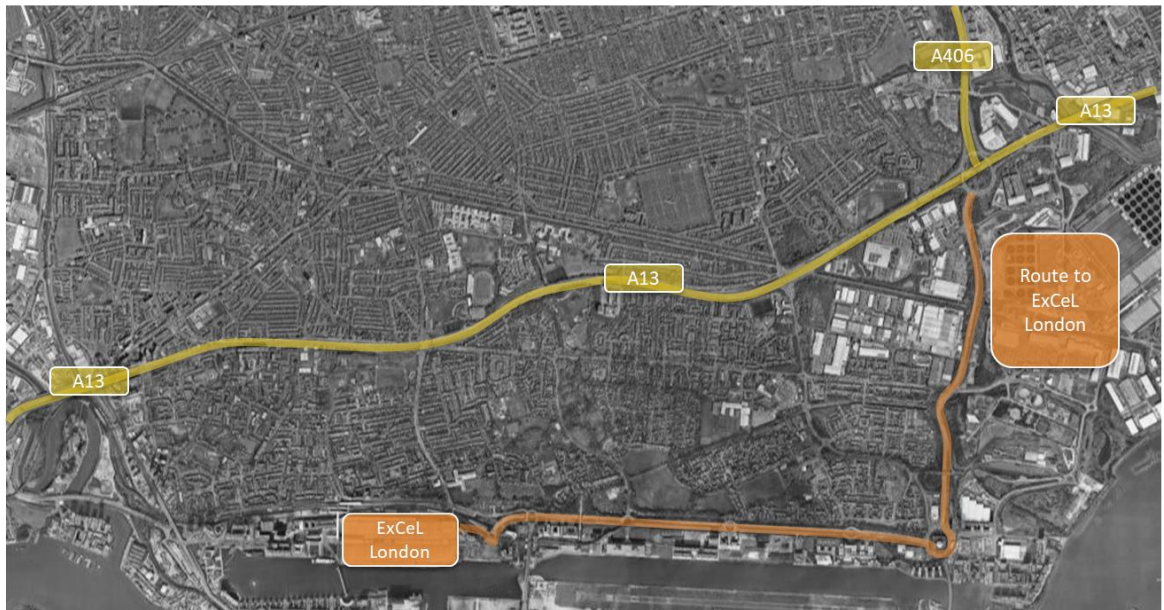 A406
A13
A13
Route to
ExCeL
London
A13
ExCeL
London